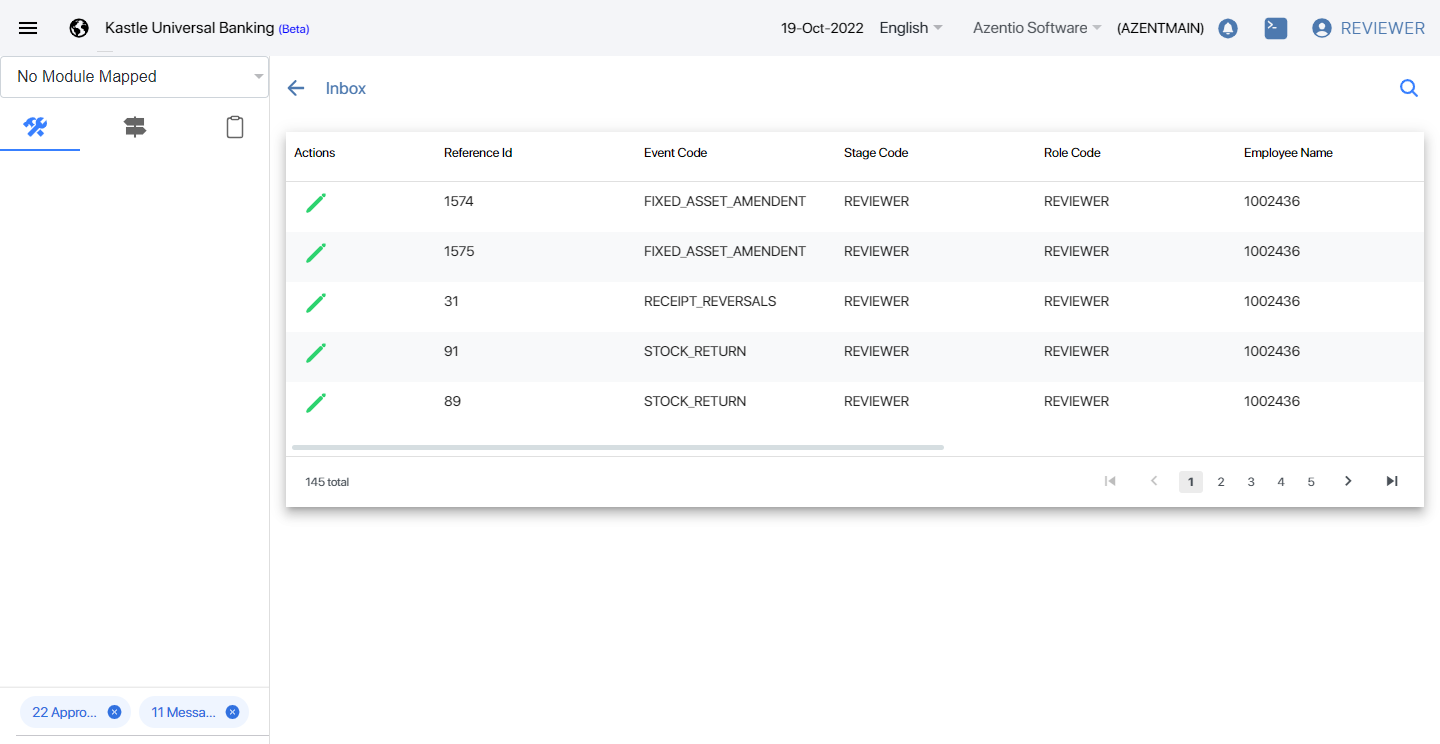 Kastle Universal Banking (Beta) 19-Oct-2022 English Azentio Software (AZENTMAIN) REVIEWER
No Module Mapped
Inbox
Actions Reference Id Event Code Stage Code Role Code Employee Name
1574 FIXED_ASSET_AMENDENT REVIEWER REVIEWER 1002436
1575 FIXED_ASSET_AMENDENT REVIEWER REVIEWER 1002436
31 RECEIPT_REVERSALS REVIEWER REVIEWER 1002436
91 STOCK_RETURN REVIEWER REVIEWER 1002436
89 STOCK_RETURN REVIEWER REVIEWER 1002436
145 total 1 2 3 4 5
22 Appro... 11 Messa...